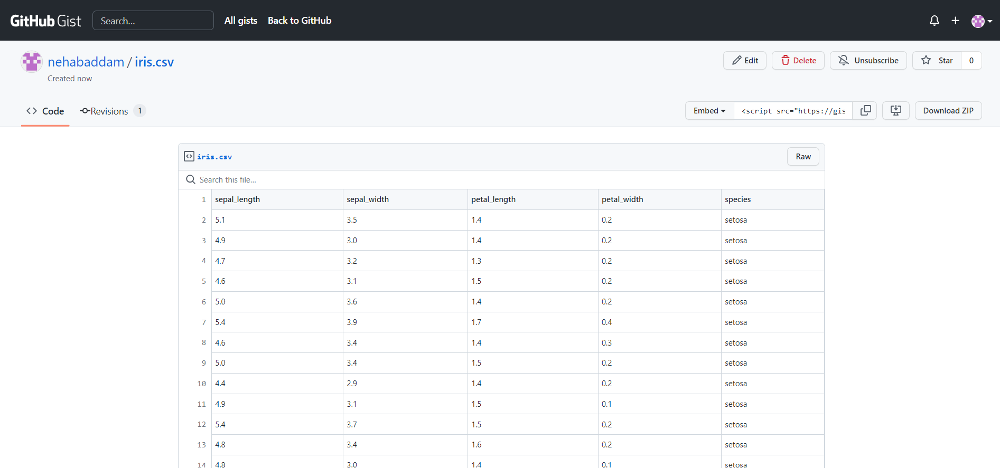 GitHub Gist Search... All gists Back to GitHub
nehabaddam / iris.csv Edit Delete Unsubscribe Star 0
Created now
Code Revisions 1 Embed <script src="https://gis Download ZIP
iris.csv Raw
Search this file...
1 sepal_length sepal_width petal_length petal_width species
2 5.1 3.5 1.4 0.2 setosa
3 4.9 3.0 1.4 0.2 setosa
4 4.7 3.2 1.3 0.2 setosa
5 4.6 3.1 1.5 0.2 setosa
6 5.0 3.6 1.4 0.2 setosa
7 5.4 3.9 1.7 0.4 setosa
8 4.6 3.4 1.4 0.3 setosa
9 5.0 3.4 1.5 0.2 setosa
10 4.4 2.9 1.4 0.2 setosa
11 4.9 3.1 1.5 0.1 setosa
12 5.4 3.7 1.5 0.2 setosa
13 4.8 3.4 1.6 0.2 setosa
14 4.8 3.0 1.4 0.1 setosa